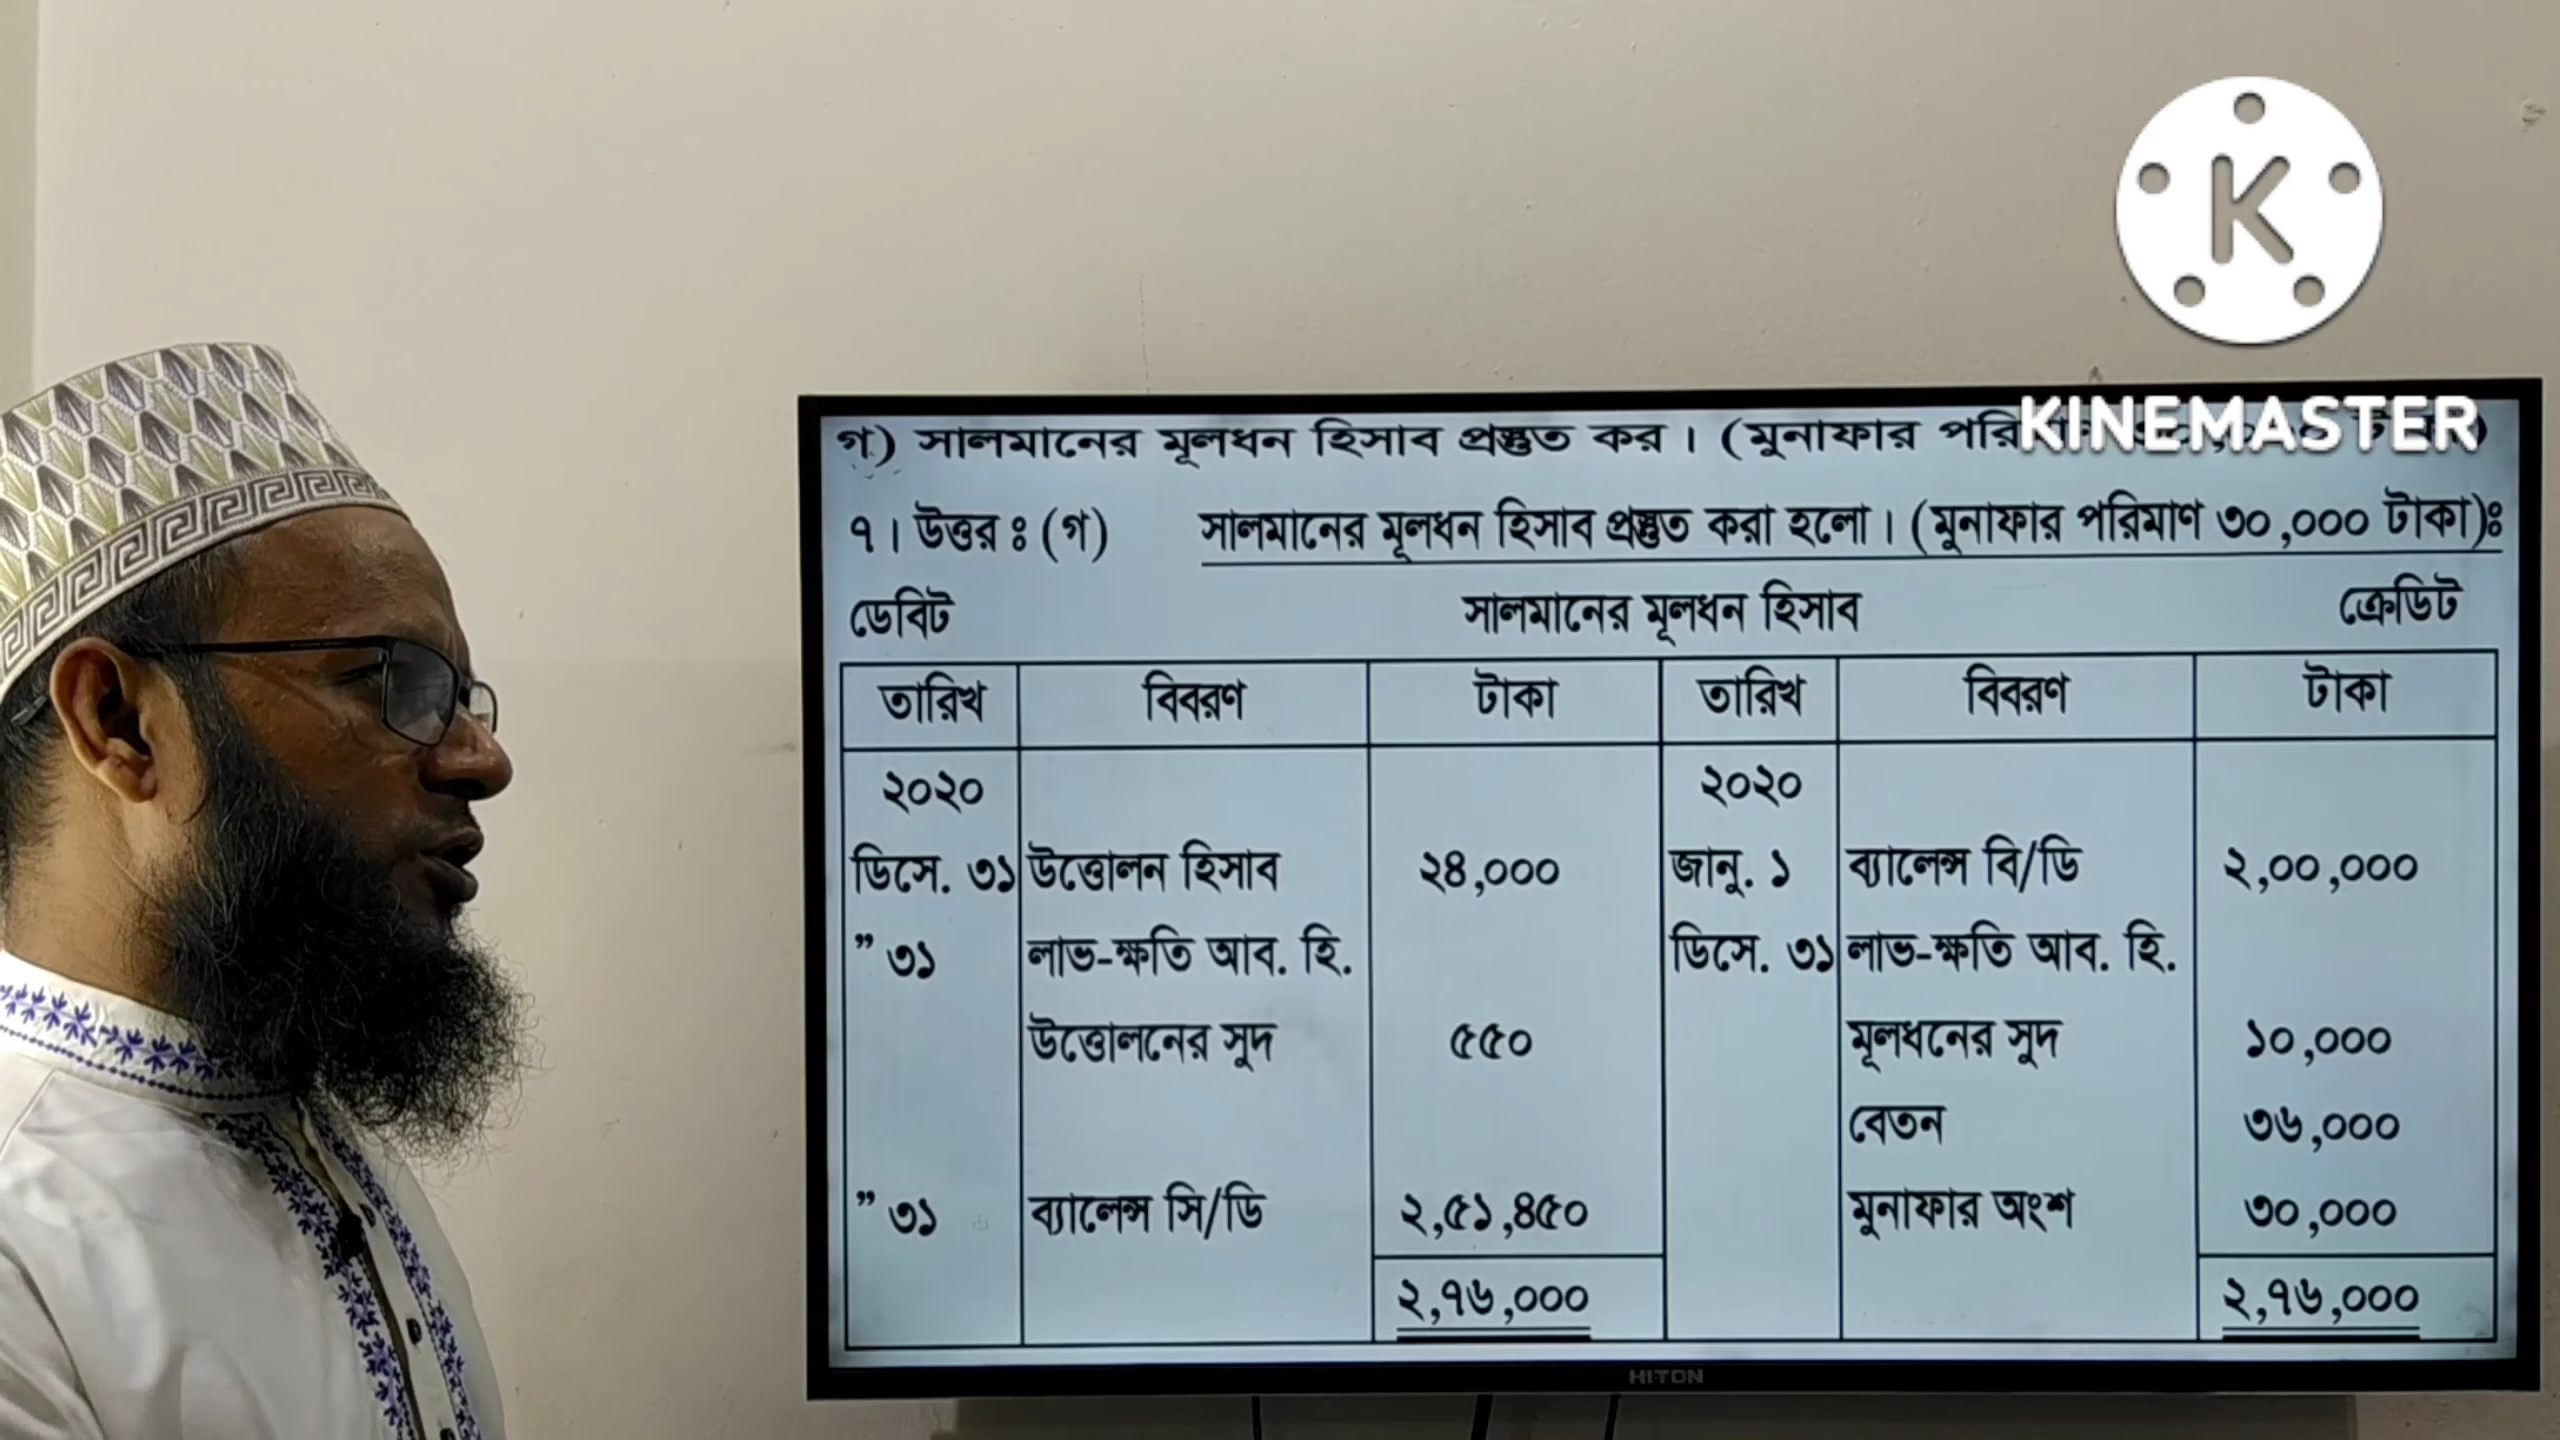 K
KINEMASTER
গ) সালমানের মূলধন হিসাব প্রস্তুত কর। (মুনাফার
৭। উত্তর ঃ (গ) সালমানের মূলধন হিসাব প্রস্তুত করা হলো। (মুনাফার পরিমাণ ৩০,০০০ টাকা)ঃ
ডেবিট সালমানের মূলধন হিসাব ক্রেডিট
তারিখ বিবরণ টাকা তারিখ বিবরণ টাকা
২০২০ ২০২০
ডিসে. ৩১ উত্তোলন হিসাব ২৪,০০০ জানু. ১ ব্যালেন্স বি/ডি ২,০০,০০০
” ৩১ লাভ-ক্ষতি আব. হি. ডিসে. ৩১ লাভ-ক্ষতি আব. হি.
উত্তোলনের সুদ ৫৫০ মূলধনের সুদ ১০,০০০
বেতন ৩৬,০০০
” ৩১ ব্যালেন্স সি/ডি ২,৫১,৪৫০ মুনাফার অংশ ৩০,০০০
২,৭৬,০০০ ২,৭৬,০০০
HITON